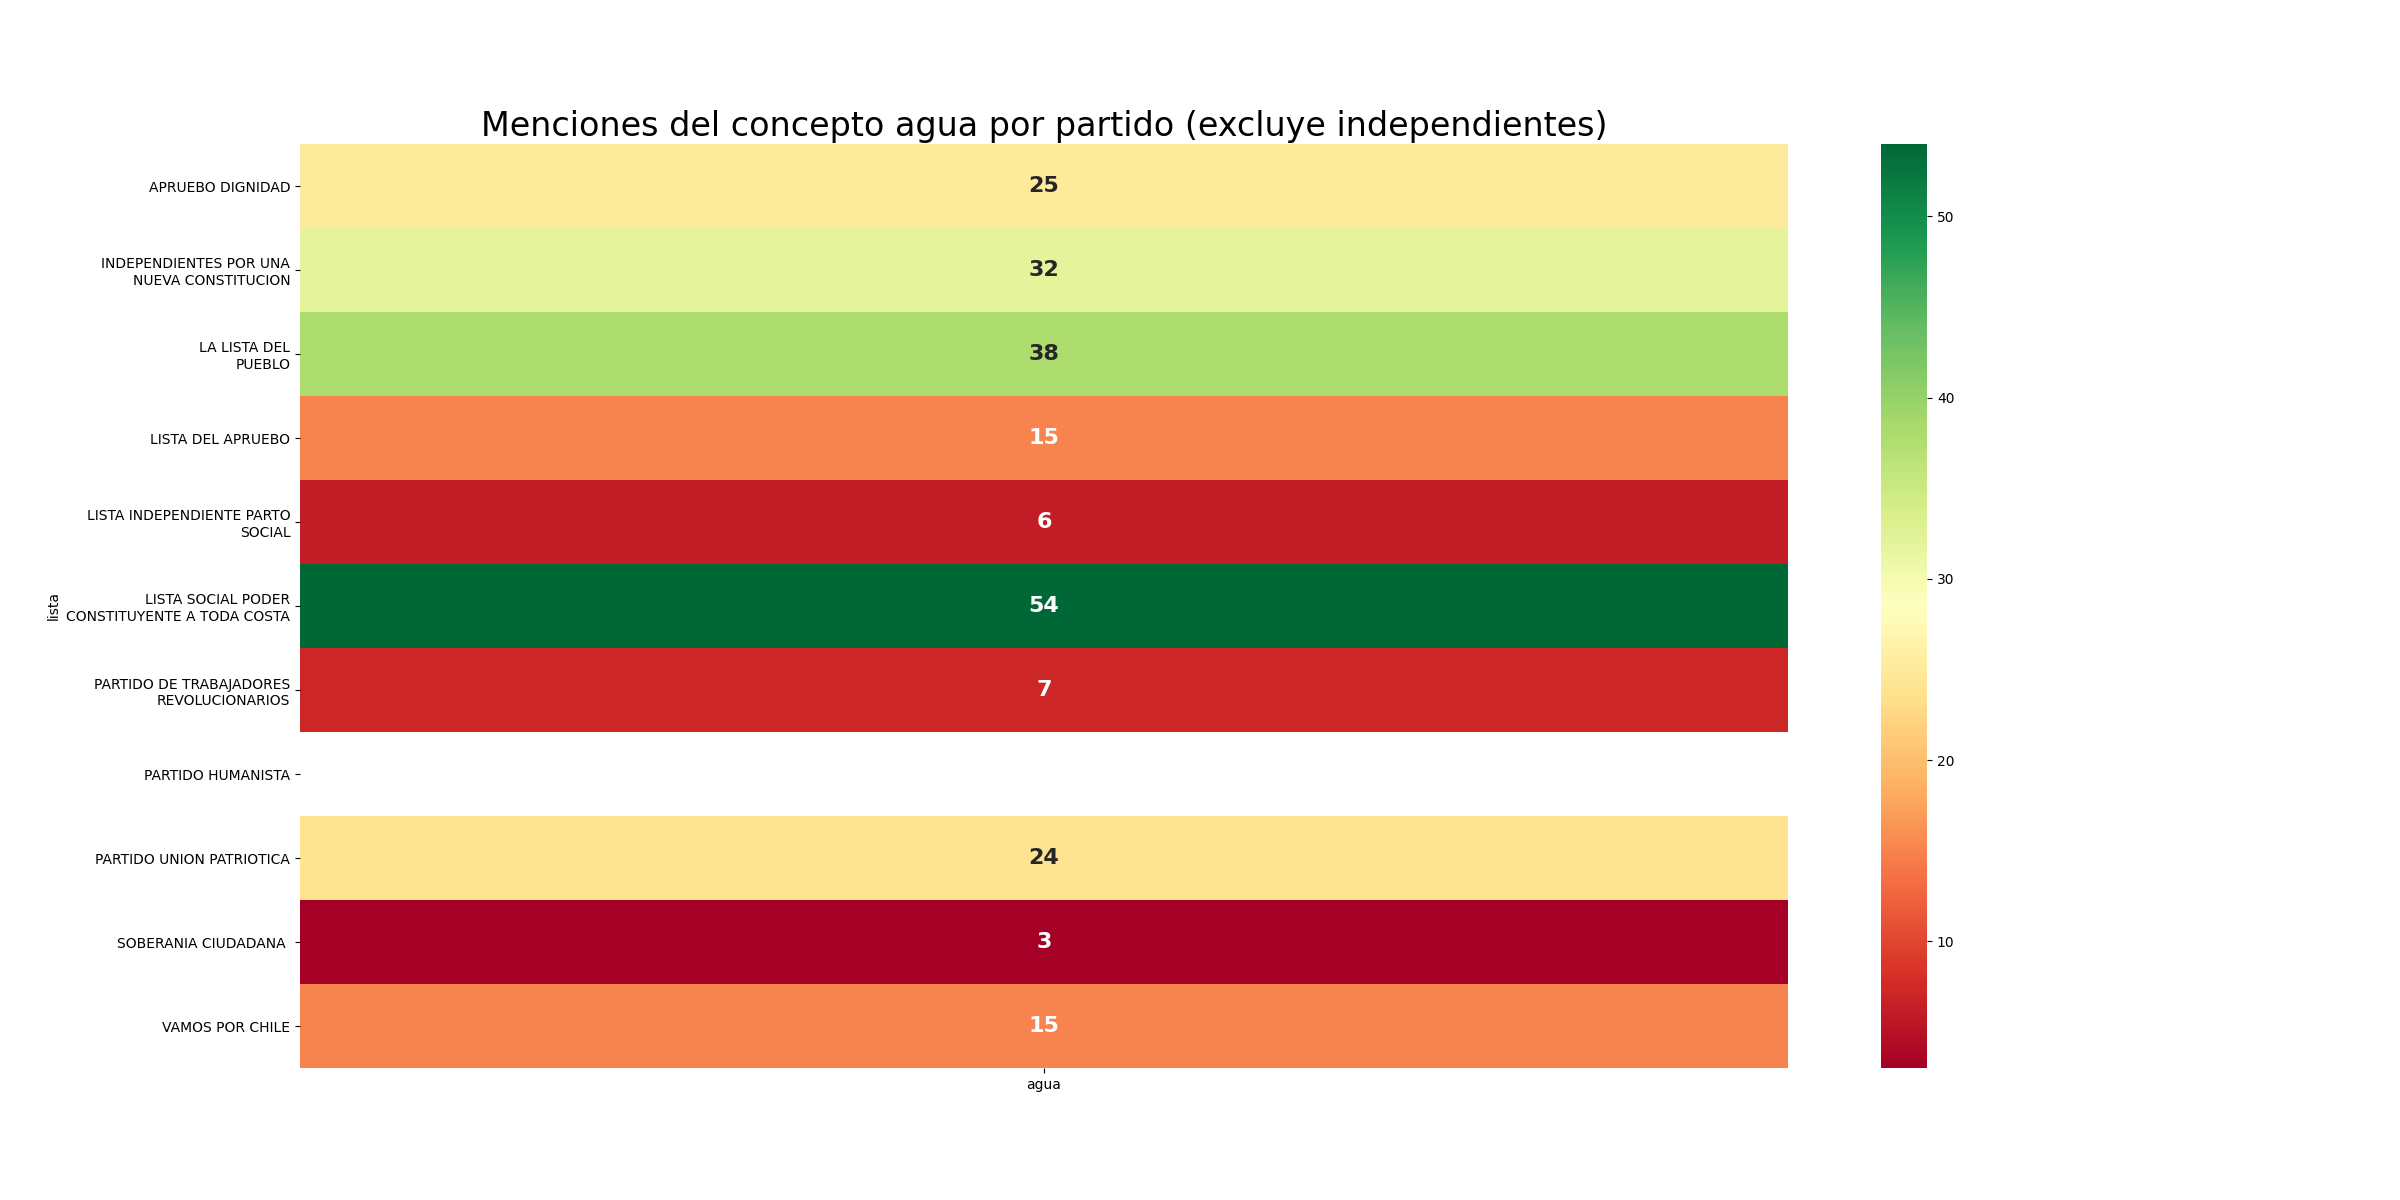 Menciones del concepto agua por partido (excluye independientes)
lista
APRUEBO DIGNIDAD
25
INDEPENDIENTES POR UNA
NUEVA CONSTITUCION
32
LA LISTA DEL
PUEBLO
38
LISTA DEL APRUEBO
15
LISTA INDEPENDIENTE PARTO
SOCIAL
6
LISTA SOCIAL PODER
CONSTITUYENTE A TODA COSTA
54
PARTIDO DE TRABAJADORES
REVOLUCIONARIOS
7
PARTIDO HUMANISTA
PARTIDO UNION PATRIOTICA
24
SOBERANIA CIUDADANA
3
VAMOS POR CHILE
15
agua
50
40
30
20
10